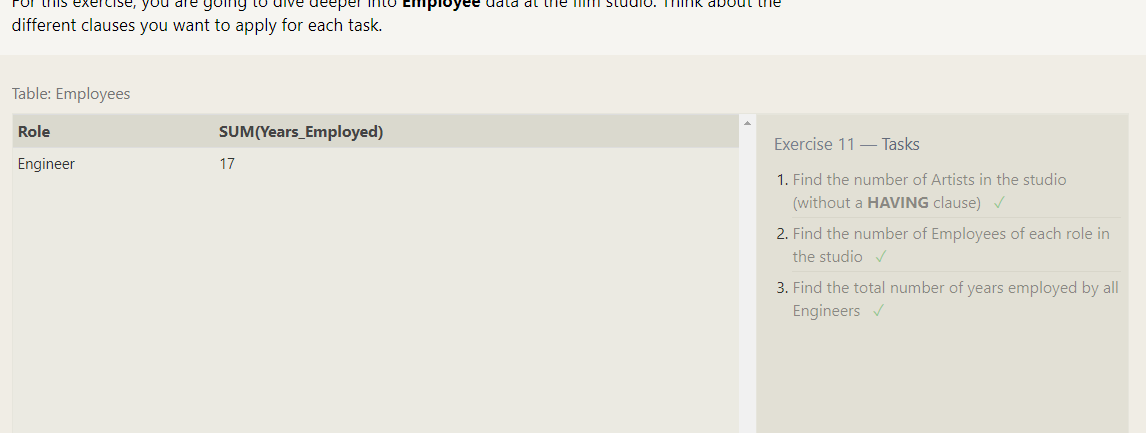 For this exercise, you are going to dive deeper into Employee data at the film studio. Think about the
different clauses you want to apply for each task.
Table: Employees
Role SUM(Years_Employed)
Engineer 17
Exercise 11 — Tasks
1. Find the number of Artists in the studio
(without a HAVING clause) ✓
2. Find the number of Employees of each role in
the studio ✓
3. Find the total number of years employed by all
Engineers ✓